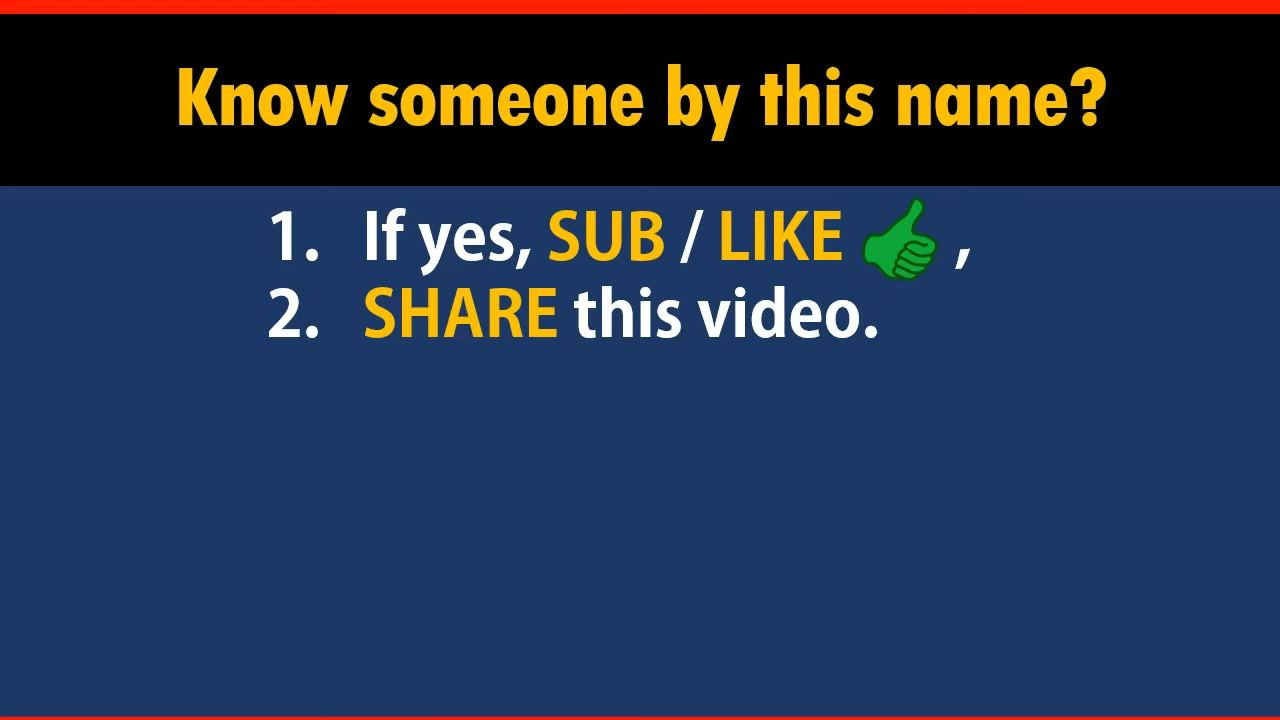 Know someone by this name?
1. If yes, SUB / LIKE ,
2. SHARE this video.